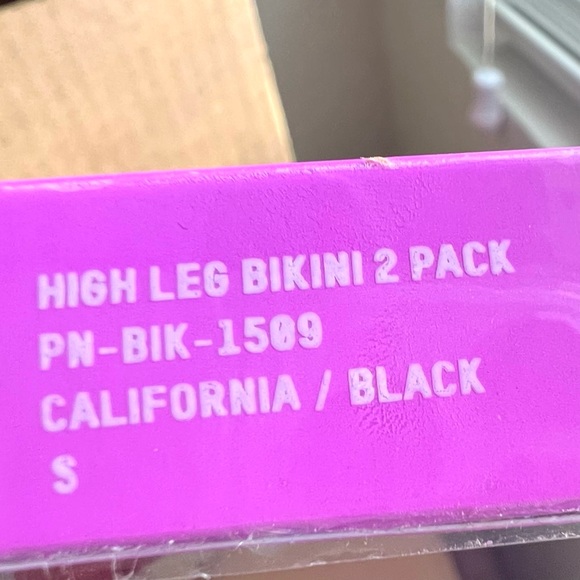 HIGH LEG BIKINI 2 PACK
PN-BIK-1509
CALIFORNIA / BLACK
S